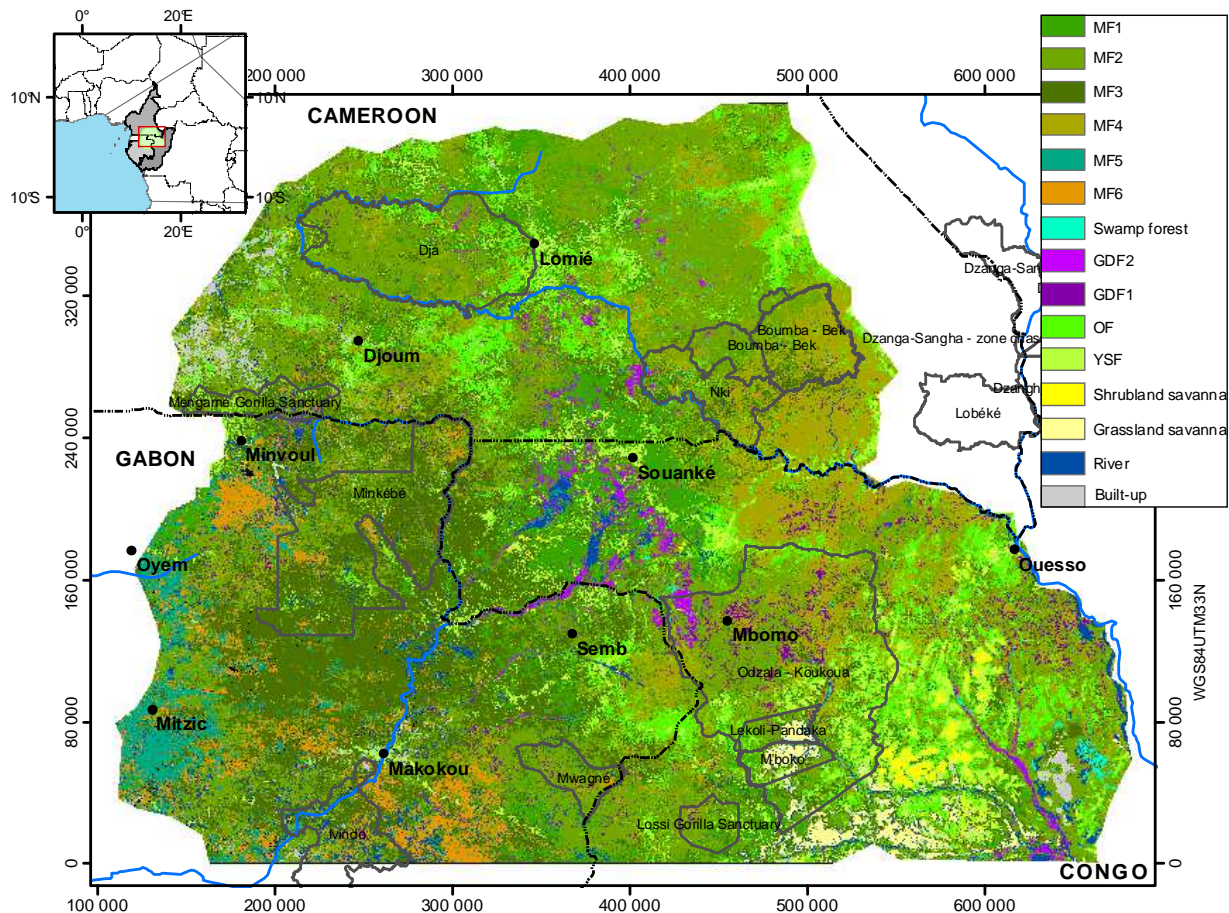 0° 20°E
200 000 300 000 400 000 500 000 600 000
10°N 10°N
10°S 10°S
0° 20°E
MF1
MF2
MF3
MF4
MF5
MF6
Swamp forest
GDF2
GDF1
OF
YSF
Shrubland savanna
Grassland savanna
River
Built-up
CAMEROON
Dja
Lomié
Djoum
Boumba - Bek
Boumba - Bek
Nki
Dzanga-San
Dzanga-Sangha - zone
Dzangh
Lobéké
Mengame Gorilla Sanctuary
GABON
Minvoul
Minkébé
Souanké
Oyem
Ouesso
Semb
Mbomo
Odzala - Koukoua
Mitzic
Lekoli-Pandaka
M'boko
Makokou
Mwagné
Lossi Gorilla Sanctuary
Ivindo
CONGO
320 000
240 000
160 000
80 000
0
160 000
80 000
0
WGS84UTM33N
100 000 200 000 300 000 400 000 500 000 600 000